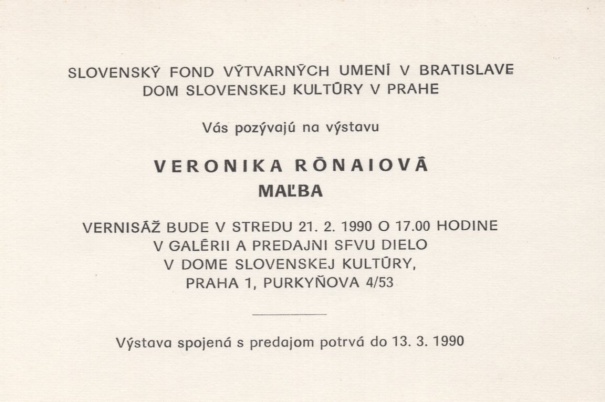 SLOVENSKÝ FOND VÝTVARNÝCH UMENÍ V BRATISLAVE
DOM SLOVENSKEJ KULTÚRY V PRAHE
Vás pozývajú na výstavu
VERONIKA RÓNAIOVÁ
MAĽBA
VERNISÁŽ BUDE V STREDU 21. 2. 1990 O 17.00 HODINE
V GALÉRII A PREDAJNI SFVU DIELO
V DOME SLOVENSKEJ KULTÚRY,
PRAHA 1, PURKYŇOVA 4/53
Výstava spojená s predajom potrvá do 13. 3. 1990